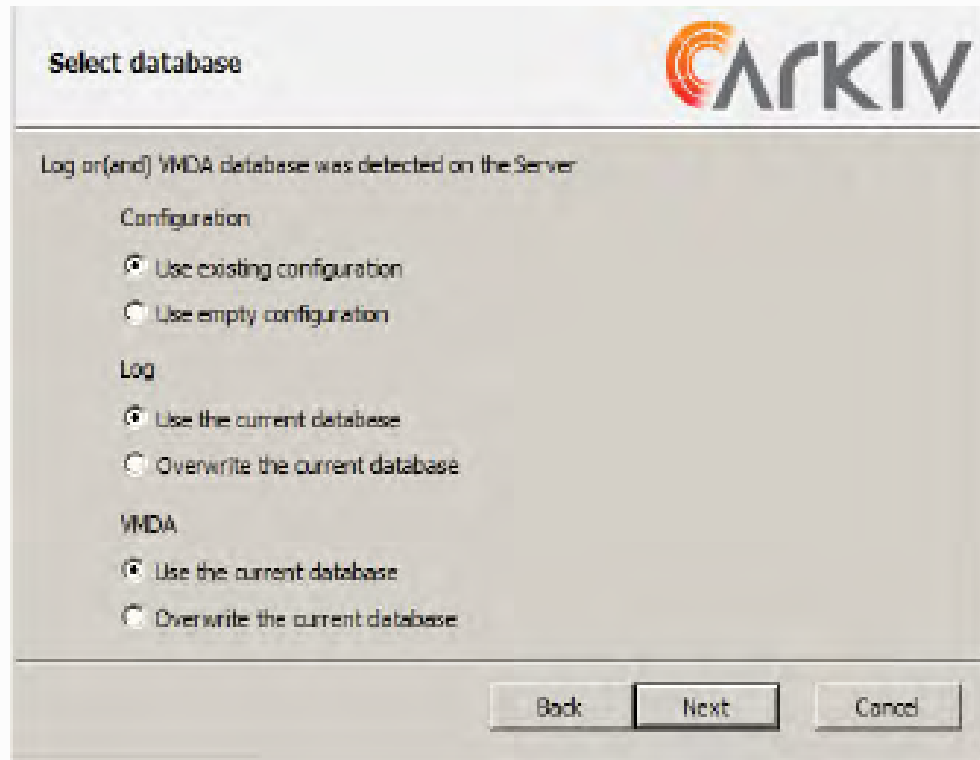 Select database
ARKIV
Log or(and) VMDA database was detected on the Server
Configuration
Use existing configuration
Use empty configuration
Log
Use the current database
Overwrite the current database
VMDA
Use the current database
Overwrite the current database
Back Next Cancel